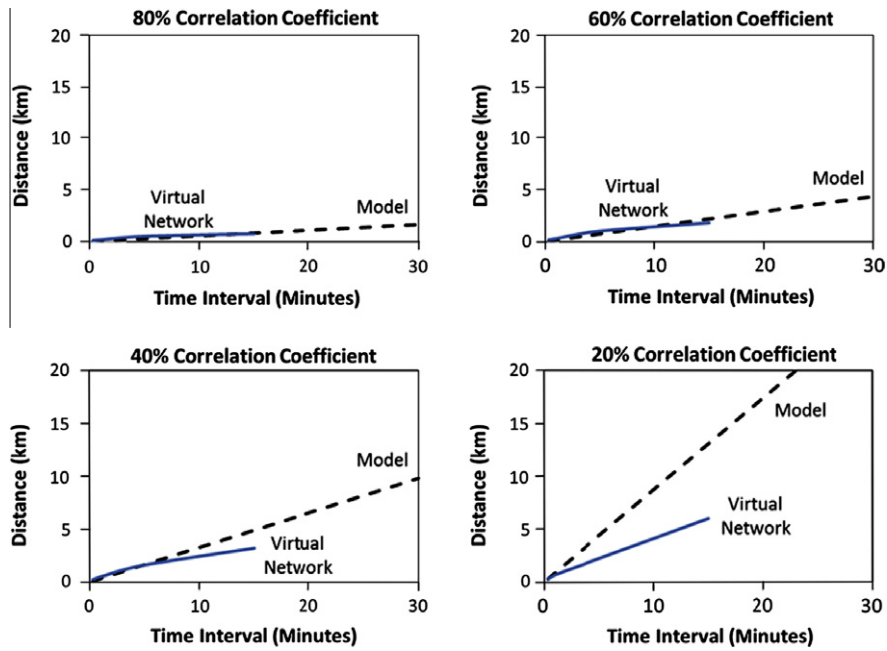 80% Correlation Coefficient
20
15
10
5
0
Distance (km)
Virtual
Network
Model
0
10
20
30
Time Interval (Minutes)
60% Correlation Coefficient
20
15
10
5
0
Distance (km)
Virtual
Network
Model
0
10
20
30
Time Interval (Minutes)
40% Correlation Coefficient
20
15
10
5
0
Distance (km)
Model
Virtual
Network
0
10
20
30
Time Interval (Minutes)
20% Correlation Coefficient
20
15
10
5
0
Distance (km)
Model
Virtual
Network
0
10
20
30
Time Interval (Minutes)